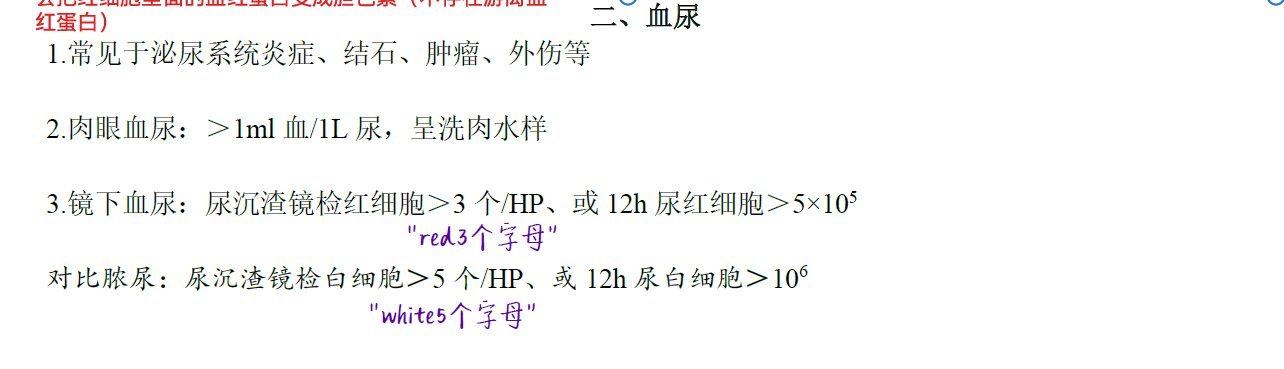 红蛋白）
二、血尿
1.常见于泌尿系统炎症、结石、肿瘤、外伤等
2.肉眼血尿：＞1ml 血/1L 尿，呈洗肉水样
3.镜下血尿：尿沉渣镜检红细胞＞3 个/HP、或 12h 尿红细胞＞5×10⁵
"red3个字母"
对比脓尿：尿沉渣镜检白细胞＞5 个/HP、或 12h 尿白细胞＞10⁶
"white5个字母"